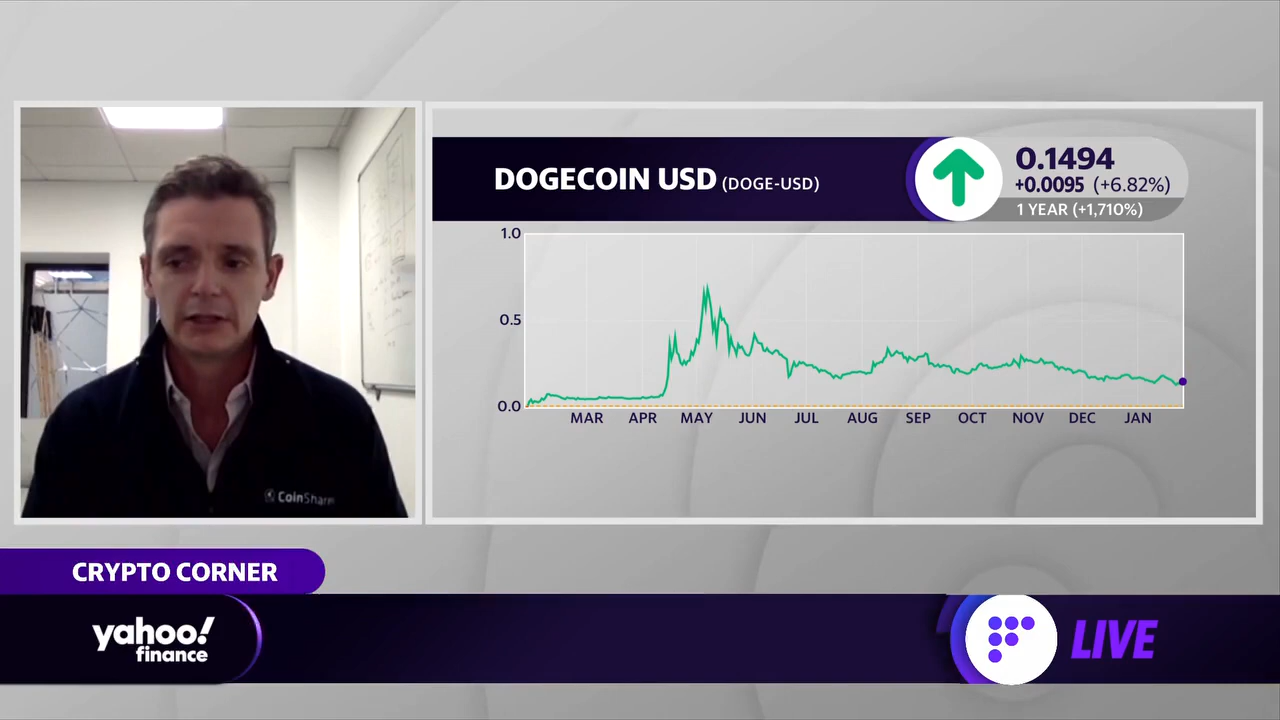 CoinShares
DOGECOIN USD (DOGE-USD)
0.1494
+0.0095 (+6.82%)
1 YEAR (+1,710%)
1.0
0.5
0.0
MAR APR MAY JUN JUL AUG SEP OCT NOV DEC JAN
CRYPTO CORNER
yahoo!
finance
LIVE